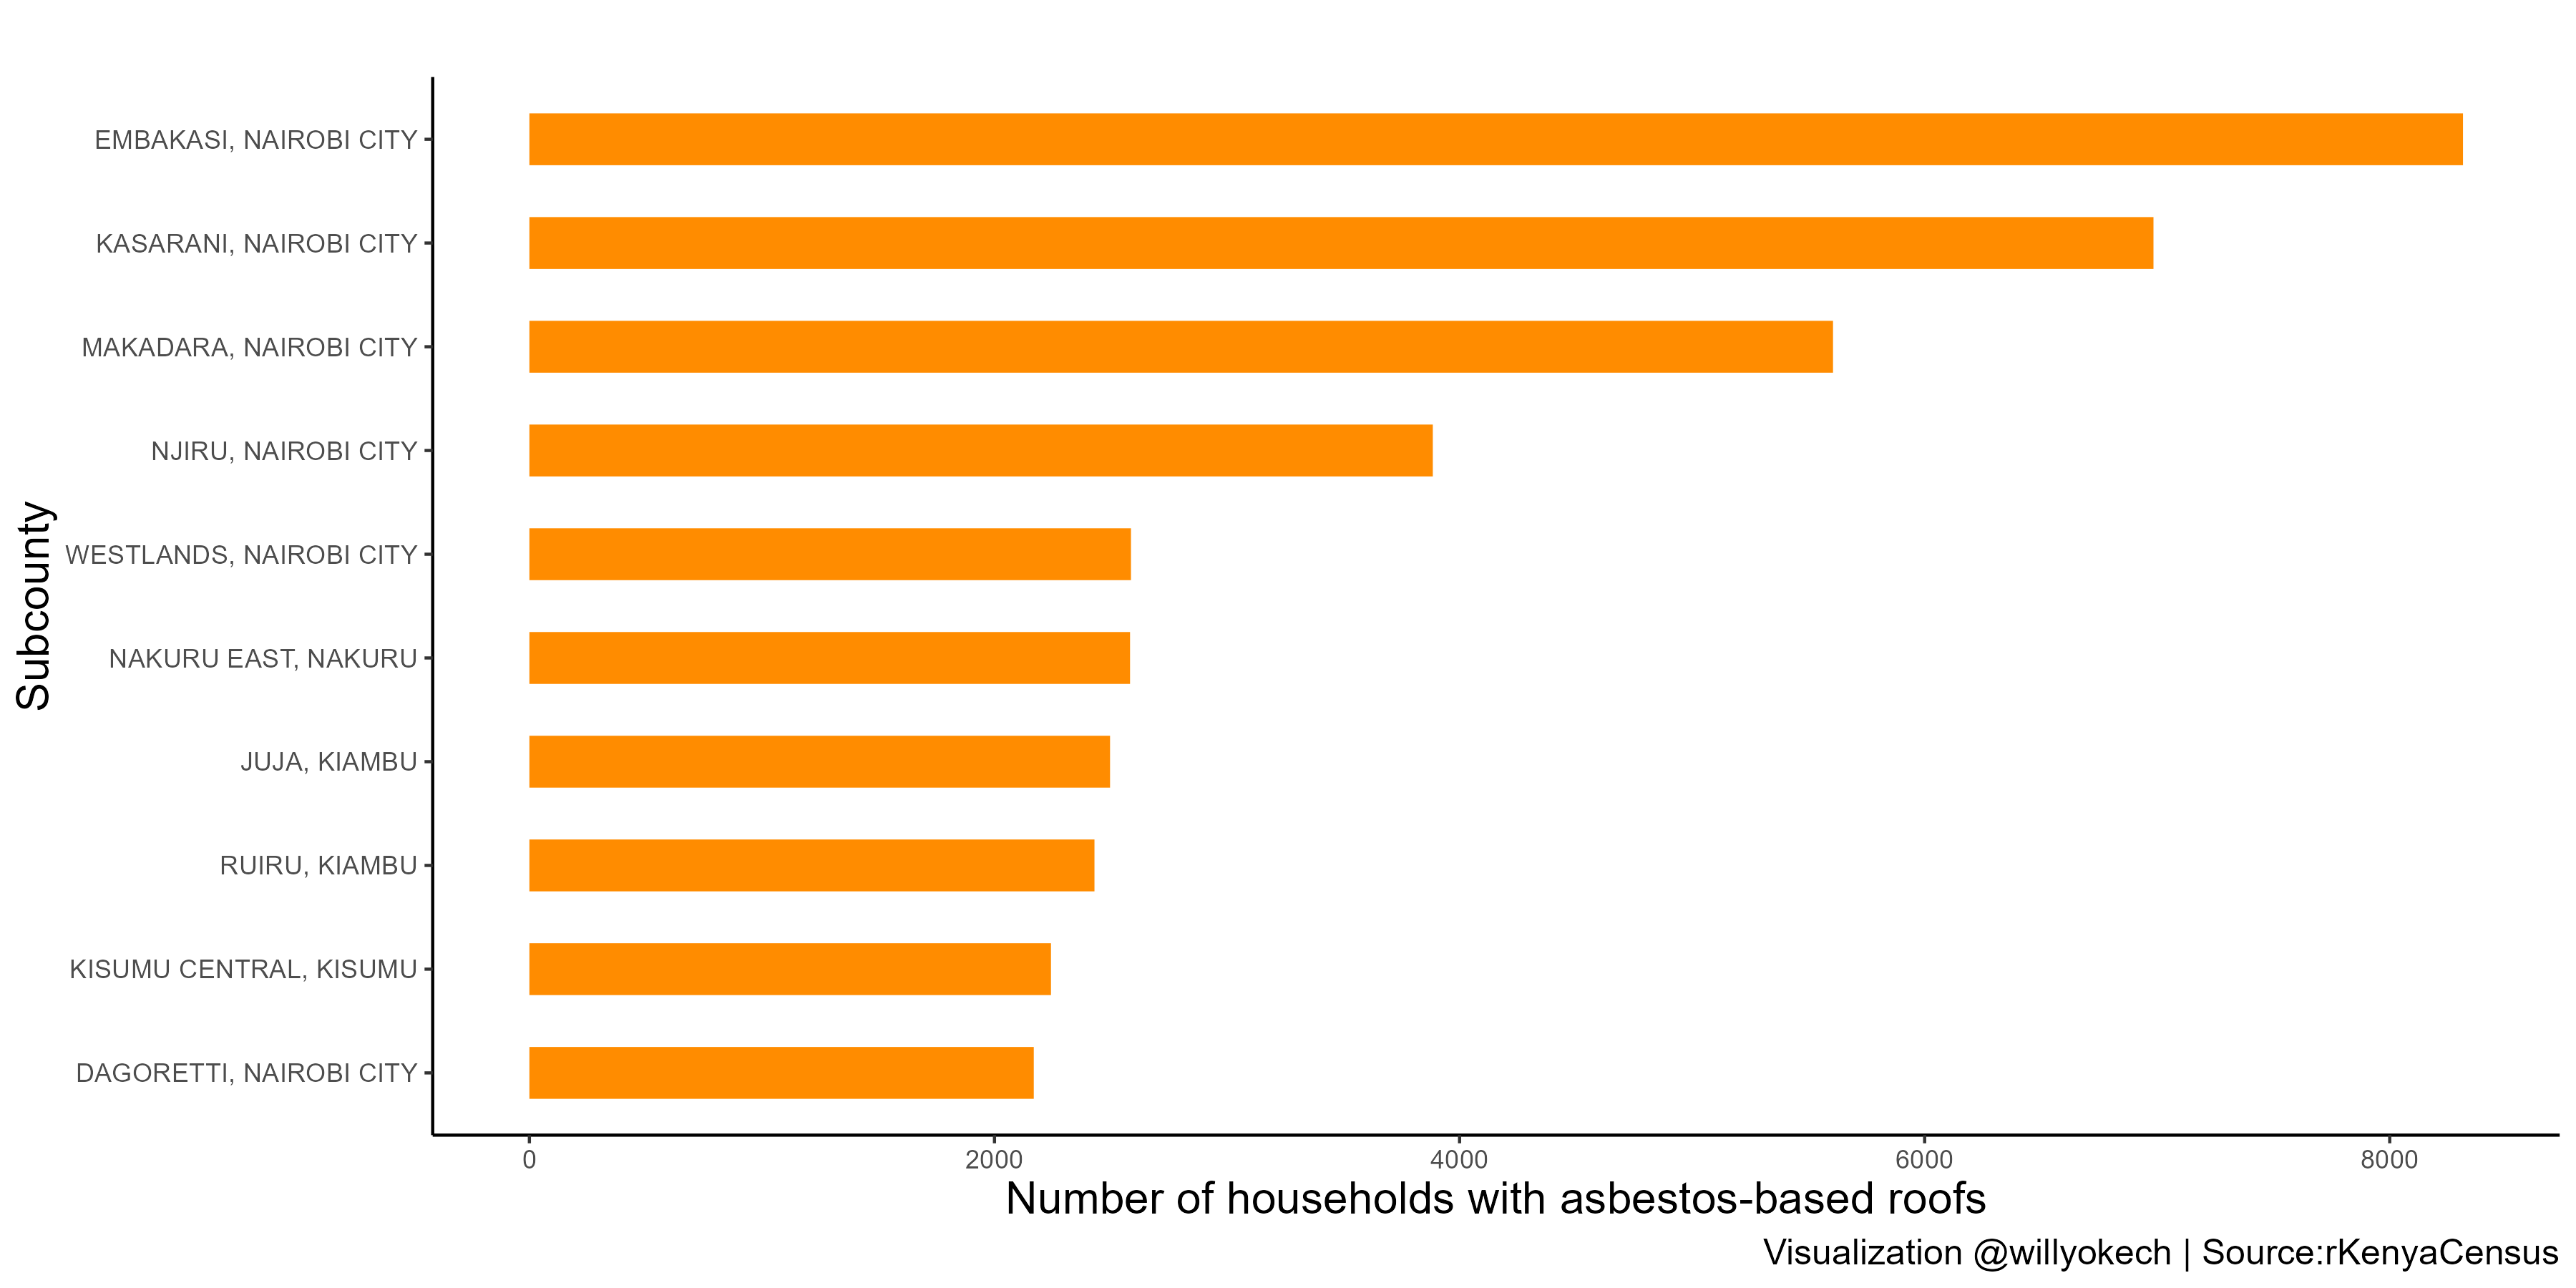 EMBAKASI, NAIROBI CITY
KASARANI, NAIROBI CITY
MAKADARA, NAIROBI CITY
NJIRU, NAIROBI CITY
WESTLANDS, NAIROBI CITY
NAKURU EAST, NAKURU
JUJA, KIAMBU
RUIRU, KIAMBU
KISUMU CENTRAL, KISUMU
DAGORETTI, NAIROBI CITY
Subcounty
0 2000 4000 6000 8000
Number of households with asbestos-based roofs
Visualization @willyokech | Source:rKenyaCensus